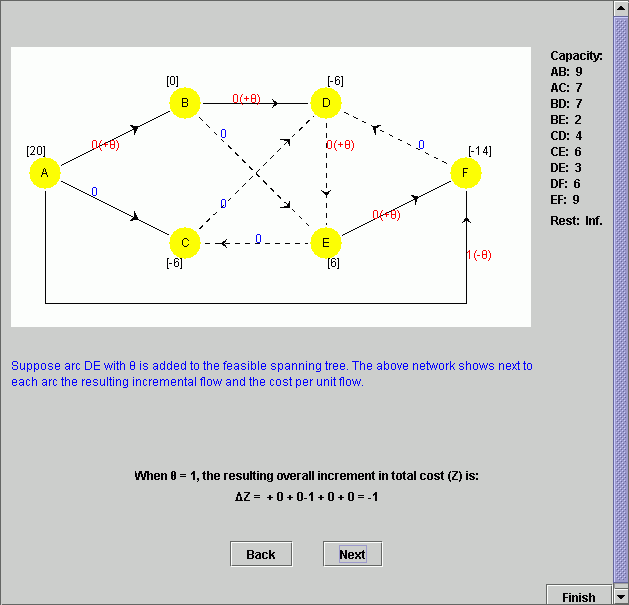 Capacity:
AB: 9
AC: 7
BD: 7
BE: 2
CD: 4
CE: 6
DE: 3
DF: 6
EF: 9
Rest: Inf.
[0]
[-6]
B
0(+θ)
D
0
0(+θ)
0(+θ)
0
[20]
[-14]
A
F
0
0
0(+θ)
C
0
E
[-6]
[6]
1(-θ)
Suppose arc DE with θ is added to the feasible spanning tree. The above network shows next to
each arc the resulting incremental flow and the cost per unit flow.
When θ = 1, the resulting overall increment in total cost (Z) is:
ΔZ = + 0 + 0-1 + 0 + 0 = -1
Back
Next
Finish